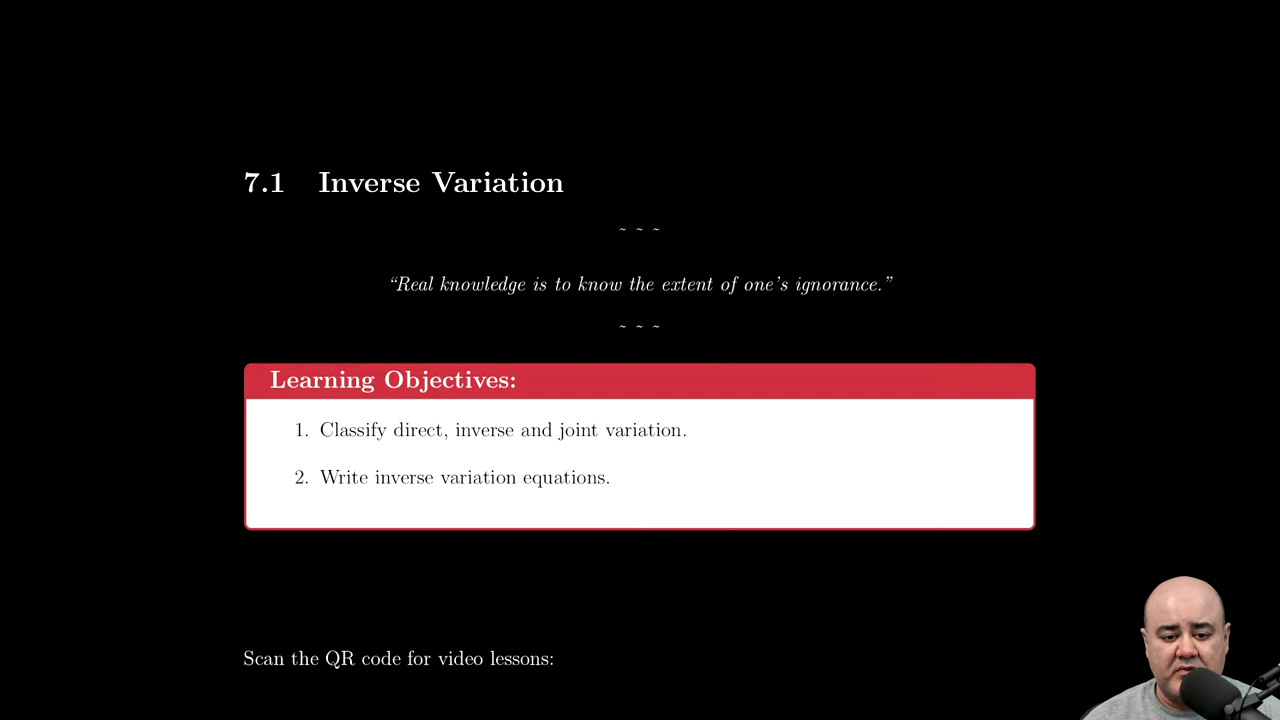 7.1 Inverse Variation
~ ~ ~
“Real knowledge is to know the extent of one’s ignorance.”
~ ~ ~
Learning Objectives:
1. Classify direct, inverse and joint variation.
2. Write inverse variation equations.
Scan the QR code for video lessons: